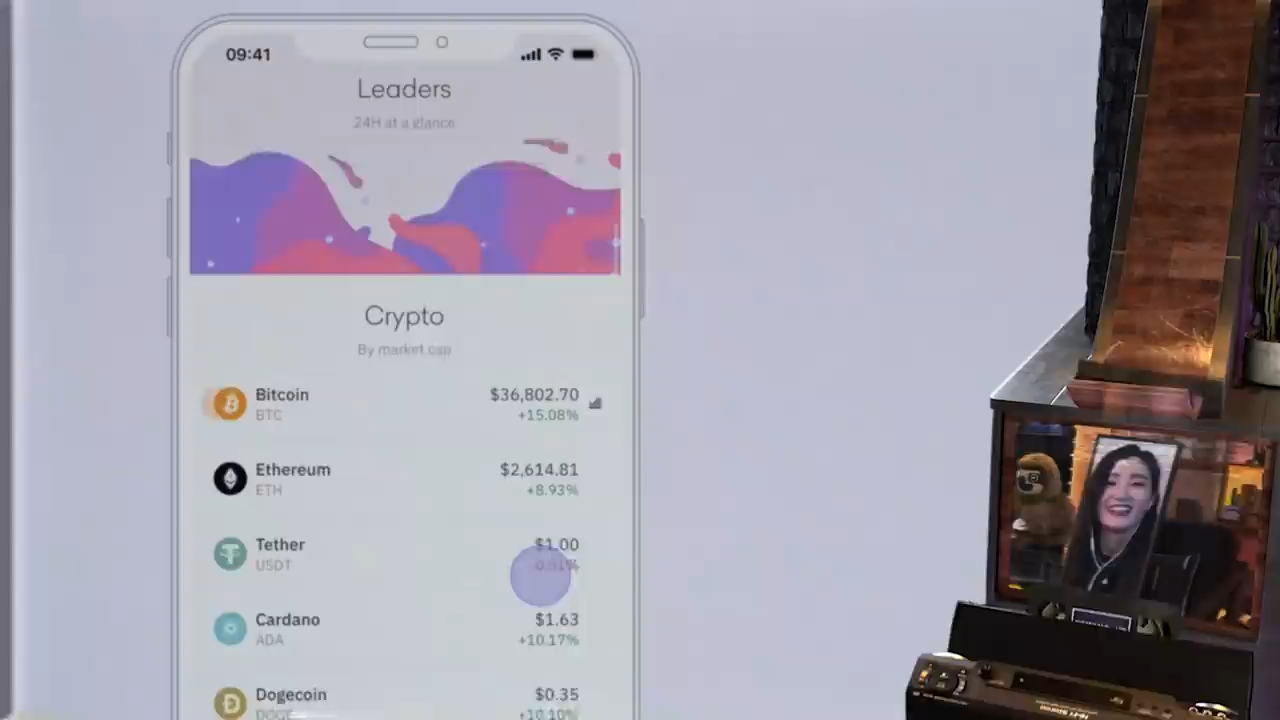 09:41
Leaders
24H at a glance
Crypto
By market cap
Bitcoin $36,802.70
BTC +15.08%
Ethereum $2,614.81
ETH +8.93%
Tether $1.00
USDT
Cardano $1.63
ADA +10.17%
Dogecoin $0.35
DOGE +10.10%